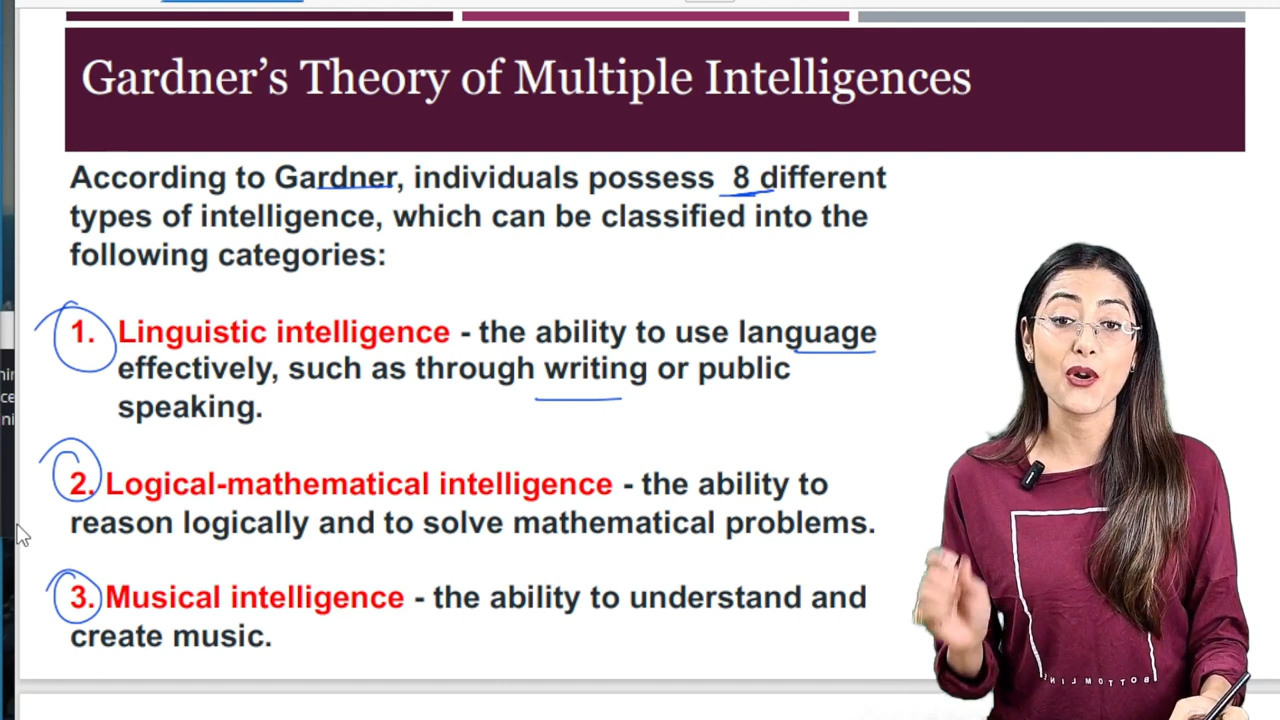 Gardner's Theory of Multiple Intelligences
According to Gardner, individuals possess 8 different
types of intelligence, which can be classified into the
following categories:
1. Linguistic intelligence - the ability to use language
effectively, such as through writing or public
speaking.
2. Logical-mathematical intelligence - the ability to
reason logically and to solve mathematical problems.
3. Musical intelligence - the ability to understand and
create music.
BOTTOMLINE